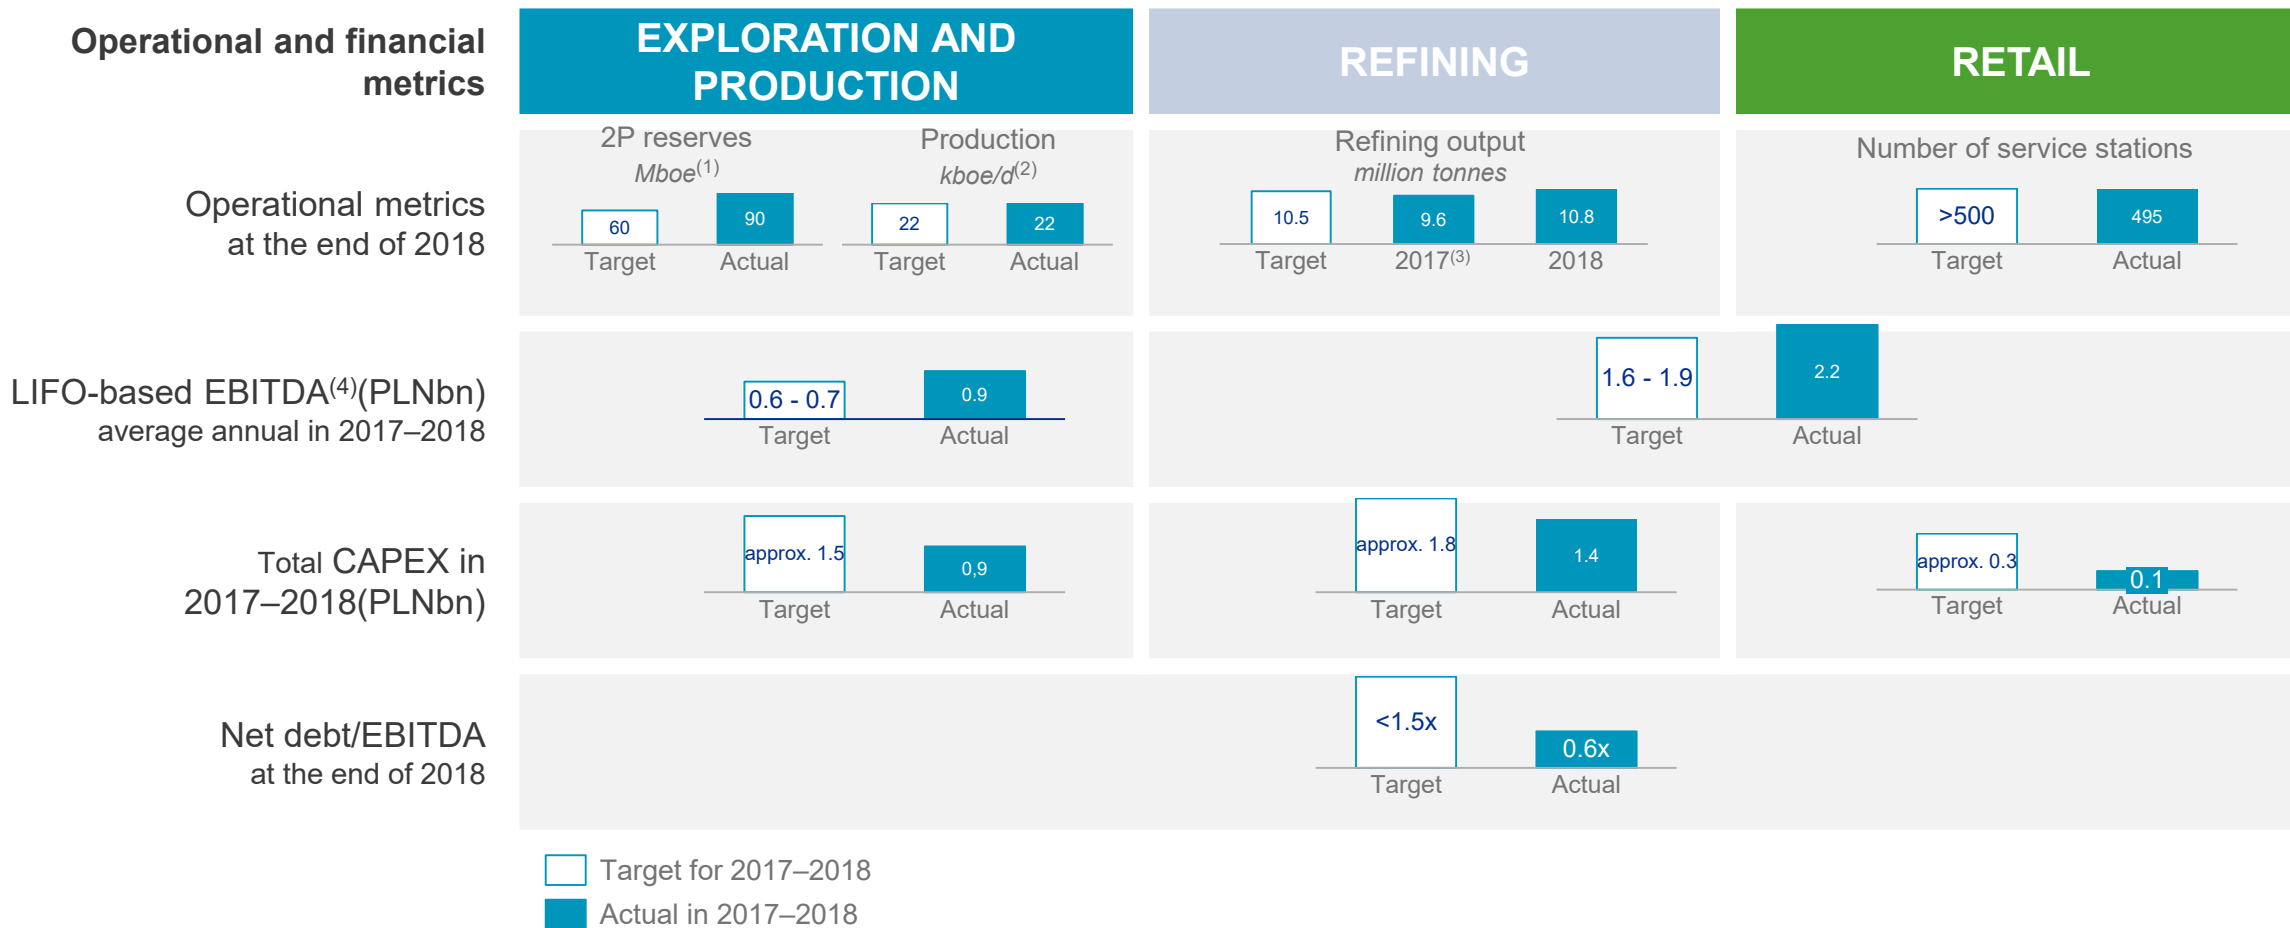 Operational and financial
metrics
EXPLORATION AND
PRODUCTION
REFINING
RETAIL
Operational metrics
at the end of 2018
2P reserves
Mboe(1)
60
90
Target
Actual
Production
kboe/d(2)
22
22
Target
Actual
Refining output
million tonnes
10.5
9.6
10.8
Target
2017(3)
2018
Number of service stations
>500
495
Target
Actual
LIFO-based EBITDA(4)(PLNbn)
average annual in 2017–2018
0.6 - 0.7
0.9
Target
Actual
1.6 - 1.9
2.2
Target
Actual
Total CAPEX in
2017–2018(PLNbn)
approx. 1.5
0,9
Target
Actual
approx. 1.8
1.4
Target
Actual
approx. 0.3
0.1
Target
Actual
Net debt/EBITDA
at the end of 2018
<1.5x
0.6x
Target
Actual
Target for 2017–2018
Actual in 2017–2018